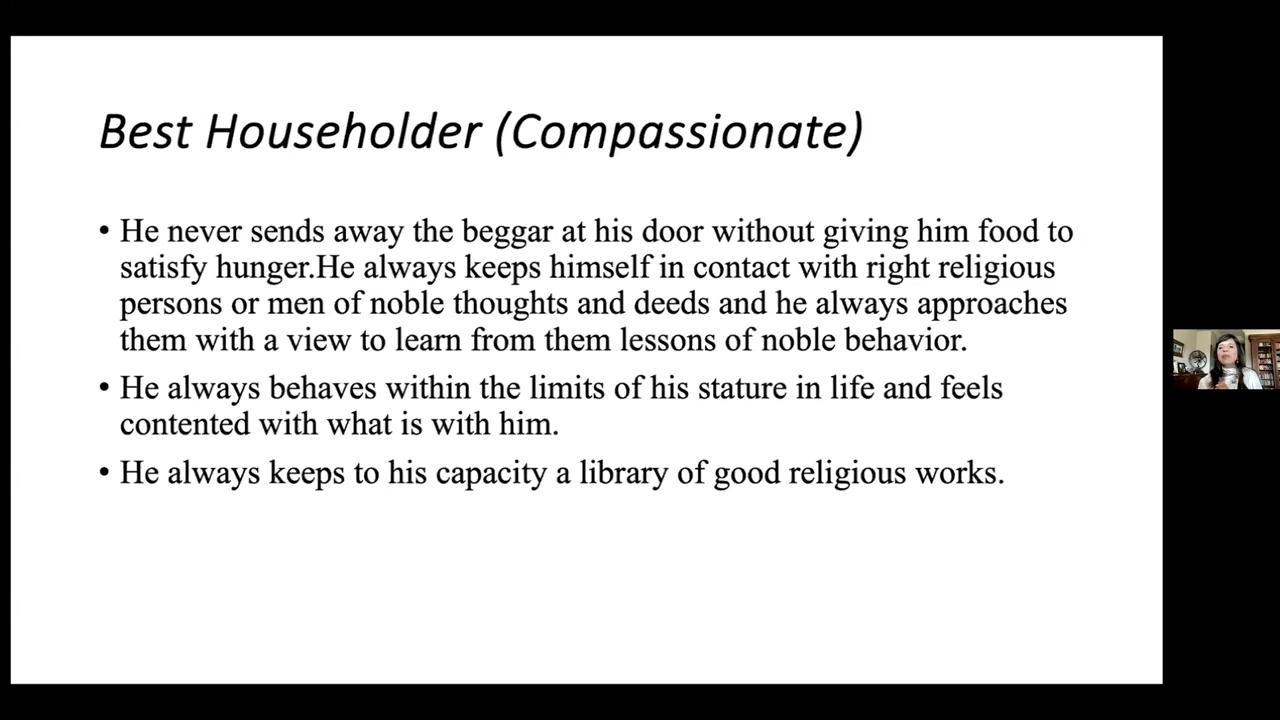 Best Householder (Compassionate)
• He never sends away the beggar at his door without giving him food to
satisfy hunger.He always keeps himself in contact with right religious
persons or men of noble thoughts and deeds and he always approaches
them with a view to learn from them lessons of noble behavior.
• He always behaves within the limits of his stature in life and feels
contented with what is with him.
• He always keeps to his capacity a library of good religious works.